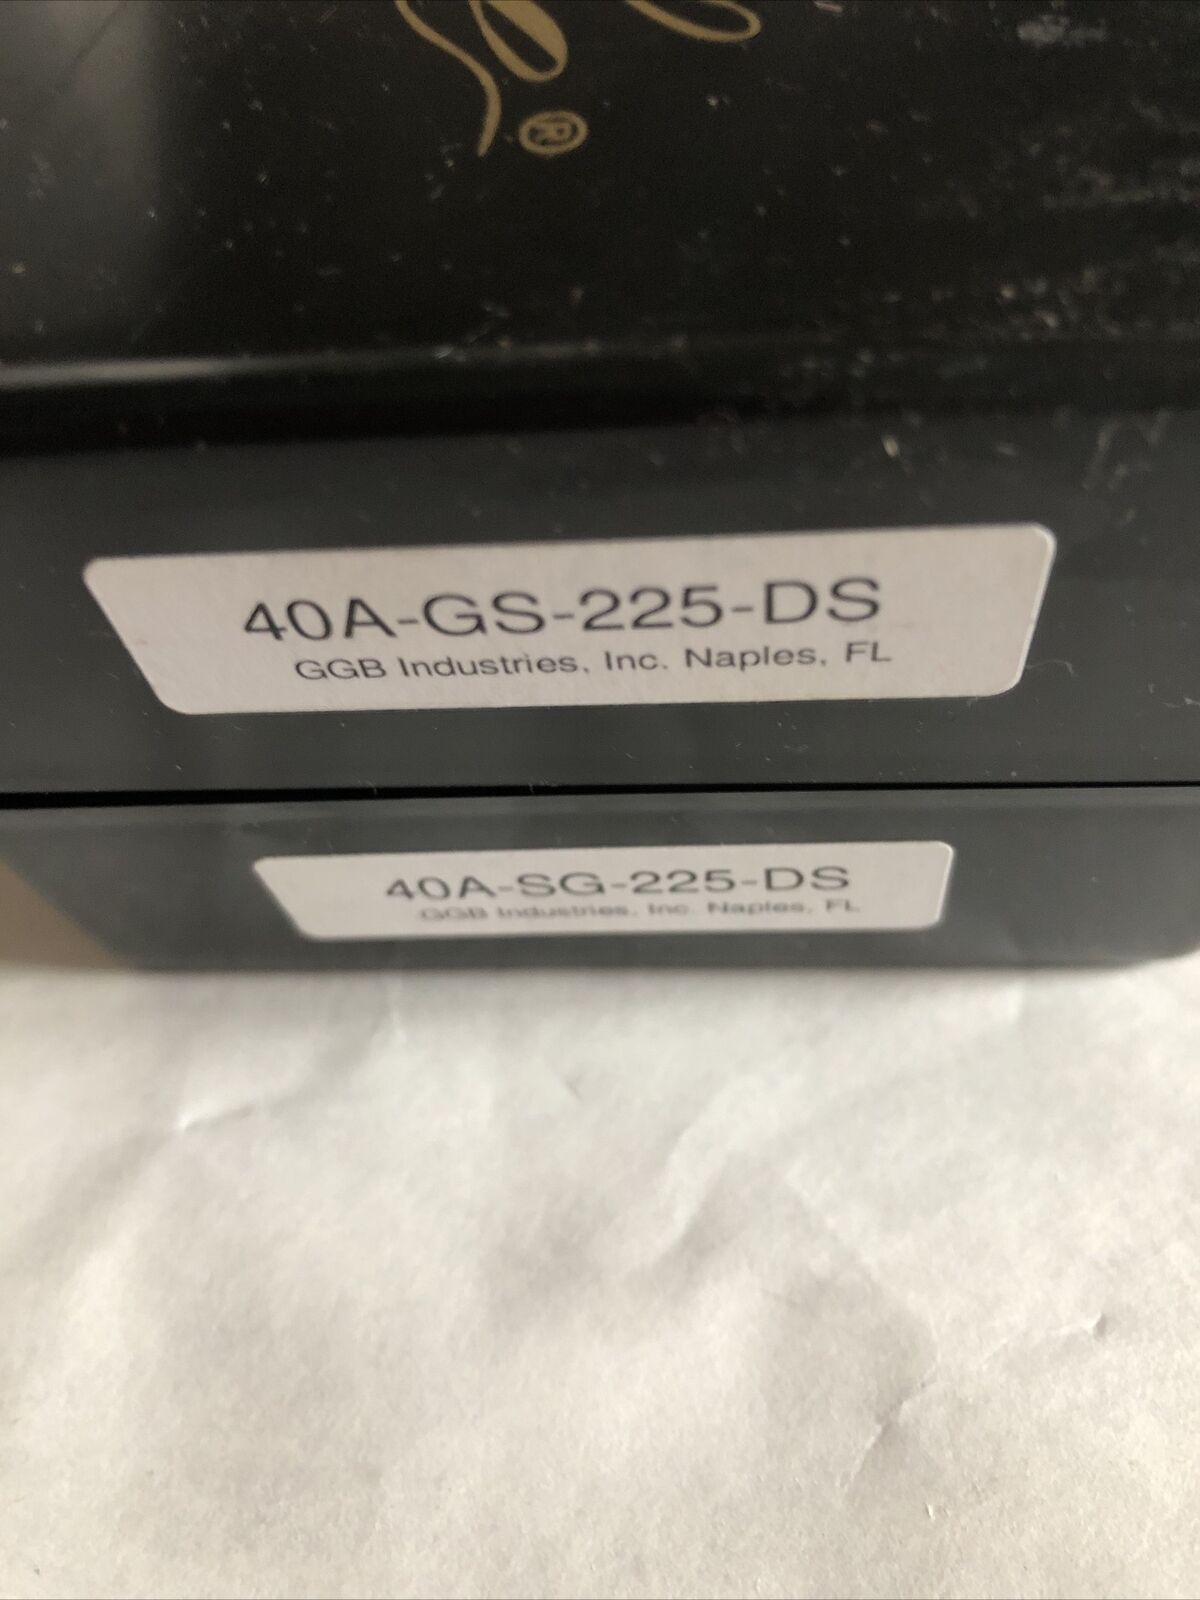 ®
40A-GS-225-DS
GGB Industries, Inc. Naples, FL
40A-SG-225-DS
GGB Industries, Inc. Naples, FL